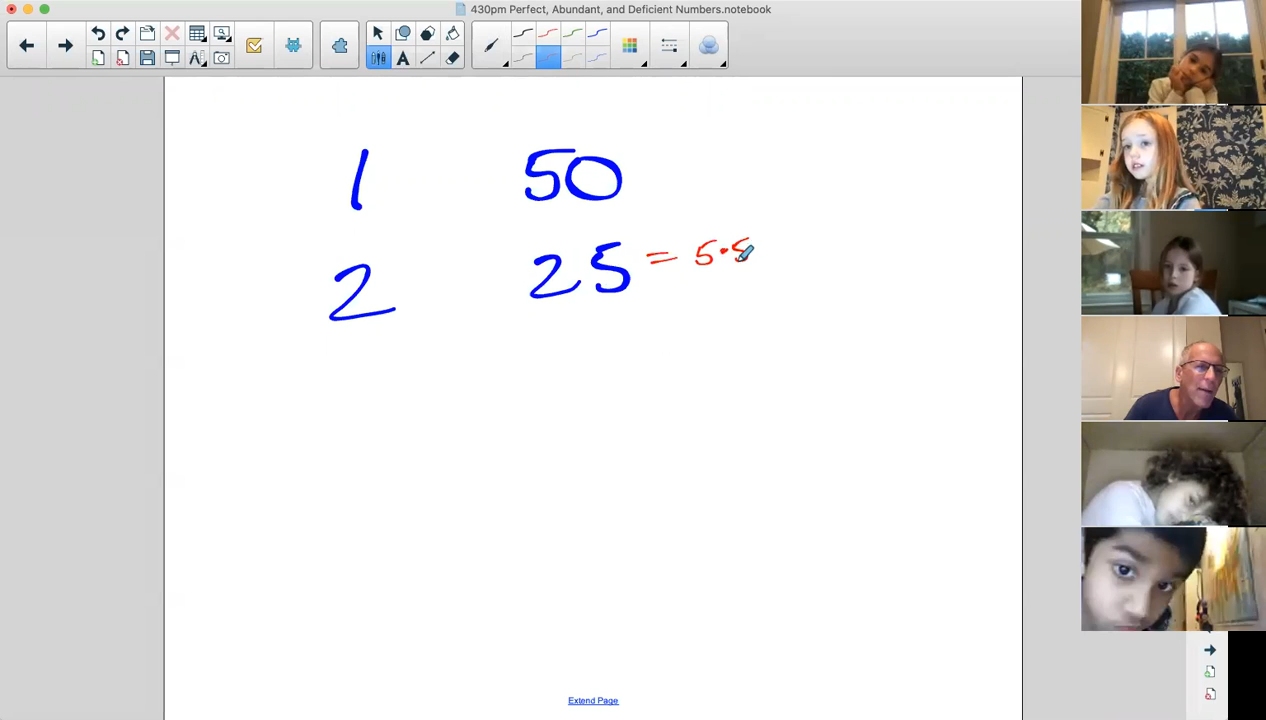 430pm Perfect, Abundant, and Deficient Numbers.notebook
A
1 50
2 25 = 5·5
Extend Page